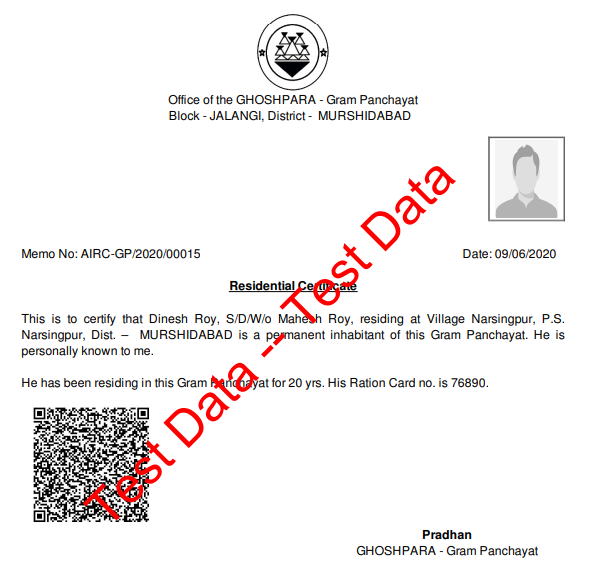 Office of the GHOSHPARA - Gram Panchayat
Block - JALANGI, District - MURSHIDABAD
Memo No: AIRC-GP/2020/00015
Date: 09/06/2020
Residential Certificate
This is to certify that Dinesh Roy, S/D/W/o Mahesh Roy, residing at Village Narsingpur, P.S.
Narsingpur, Dist. – MURSHIDABAD is a permanent inhabitant of this Gram Panchayat. He is
personally known to me.
He has been residing in this Gram Panchayat for 20 yrs. His Ration Card no. is 76890.
Test Data -- Test Data
Pradhan
GHOSHPARA - Gram Panchayat